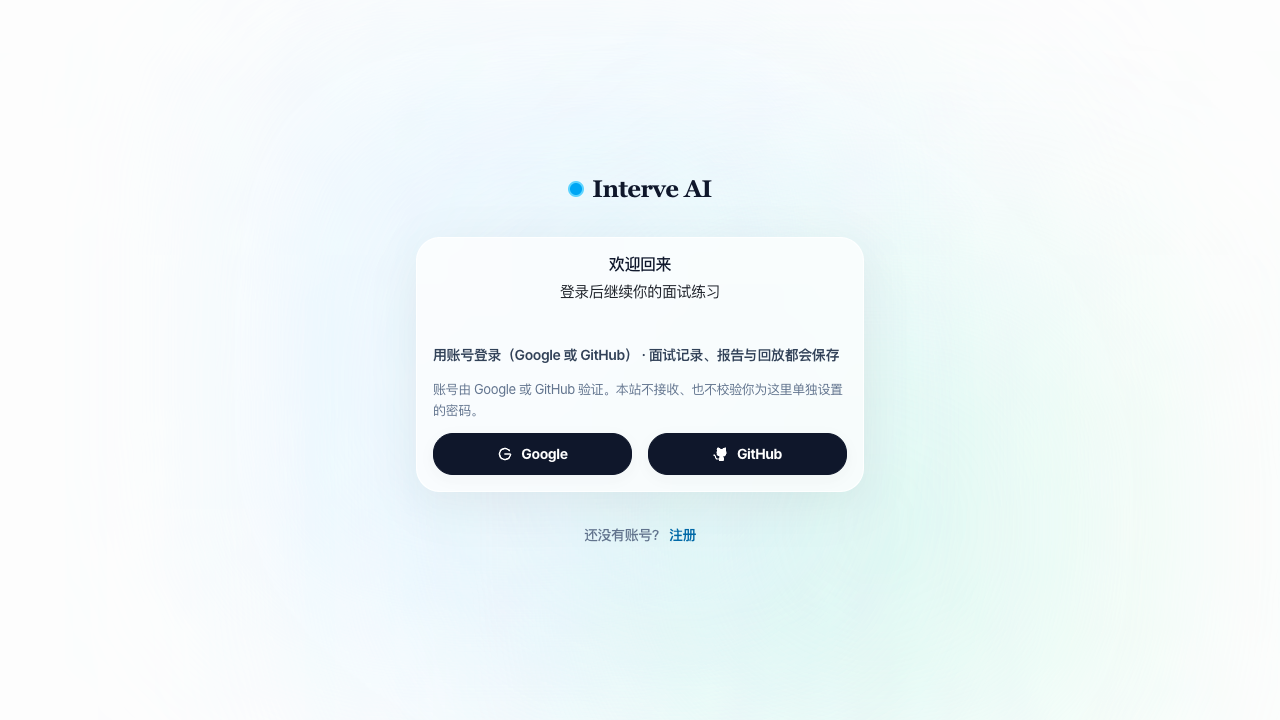 Interve AI
欢迎回来
登录后继续你的面试练习
用账号登录（Google 或 GitHub） · 面试记录、报告与回放都会保存
账号由 Google 或 GitHub 验证。本站不接收、也不校验你为这里单独设置
的密码。
Google
GitHub
还没有账号? 注册